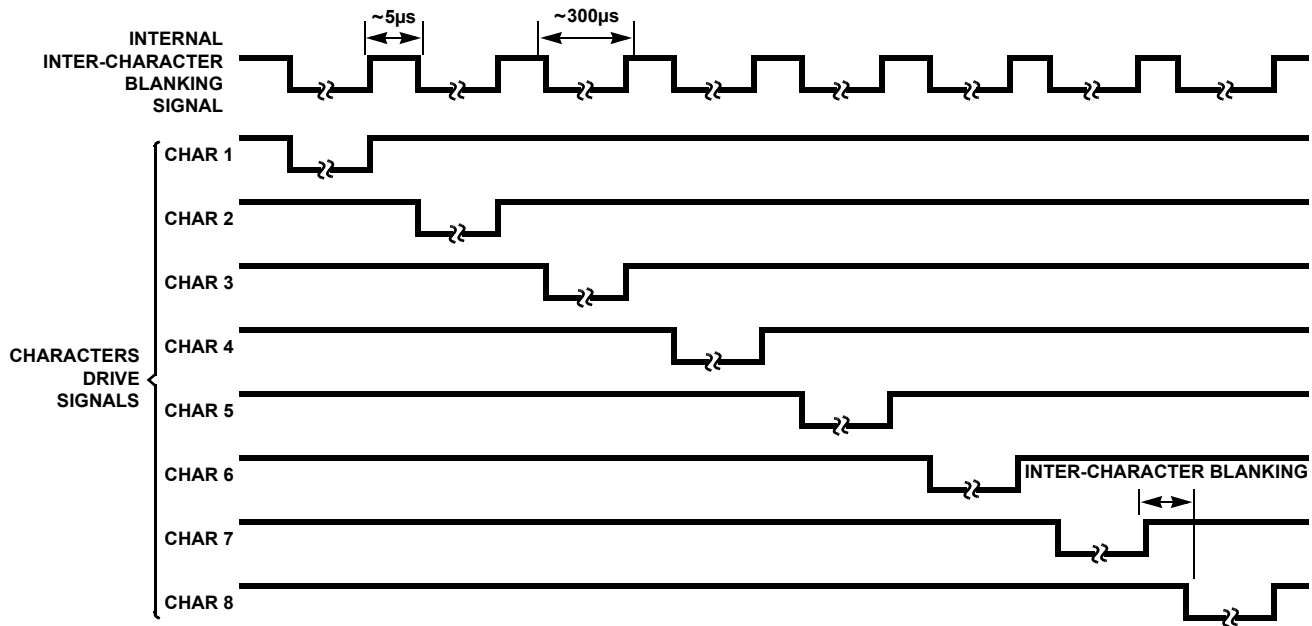 ~5µs
~300µs
INTERNAL
INTER-CHARACTER
BLANKING
SIGNAL
CHAR 1
CHAR 2
CHAR 3
CHAR 4
CHARACTERS
DRIVE
SIGNALS
CHAR 5
CHAR 6
INTER-CHARACTER BLANKING
CHAR 7
CHAR 8